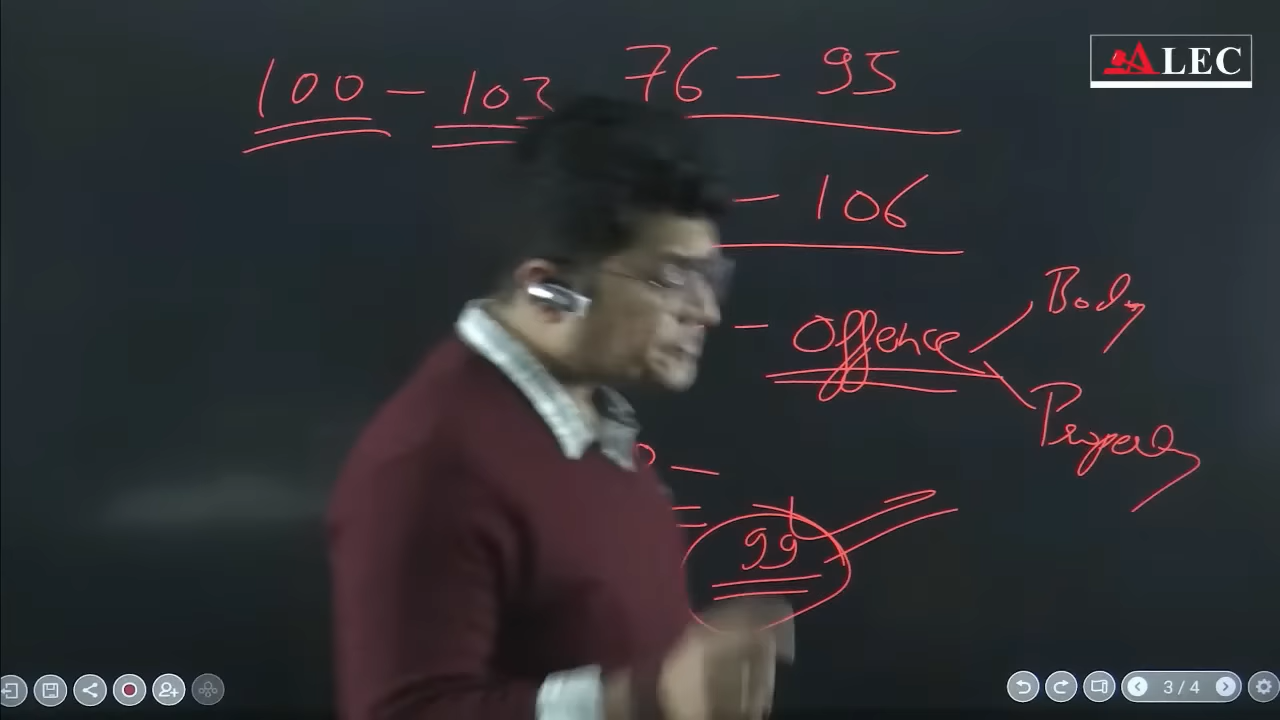 ALEC
100 - 103 76 - 95
- 106
- Offence
Body
Property
99
3 / 4